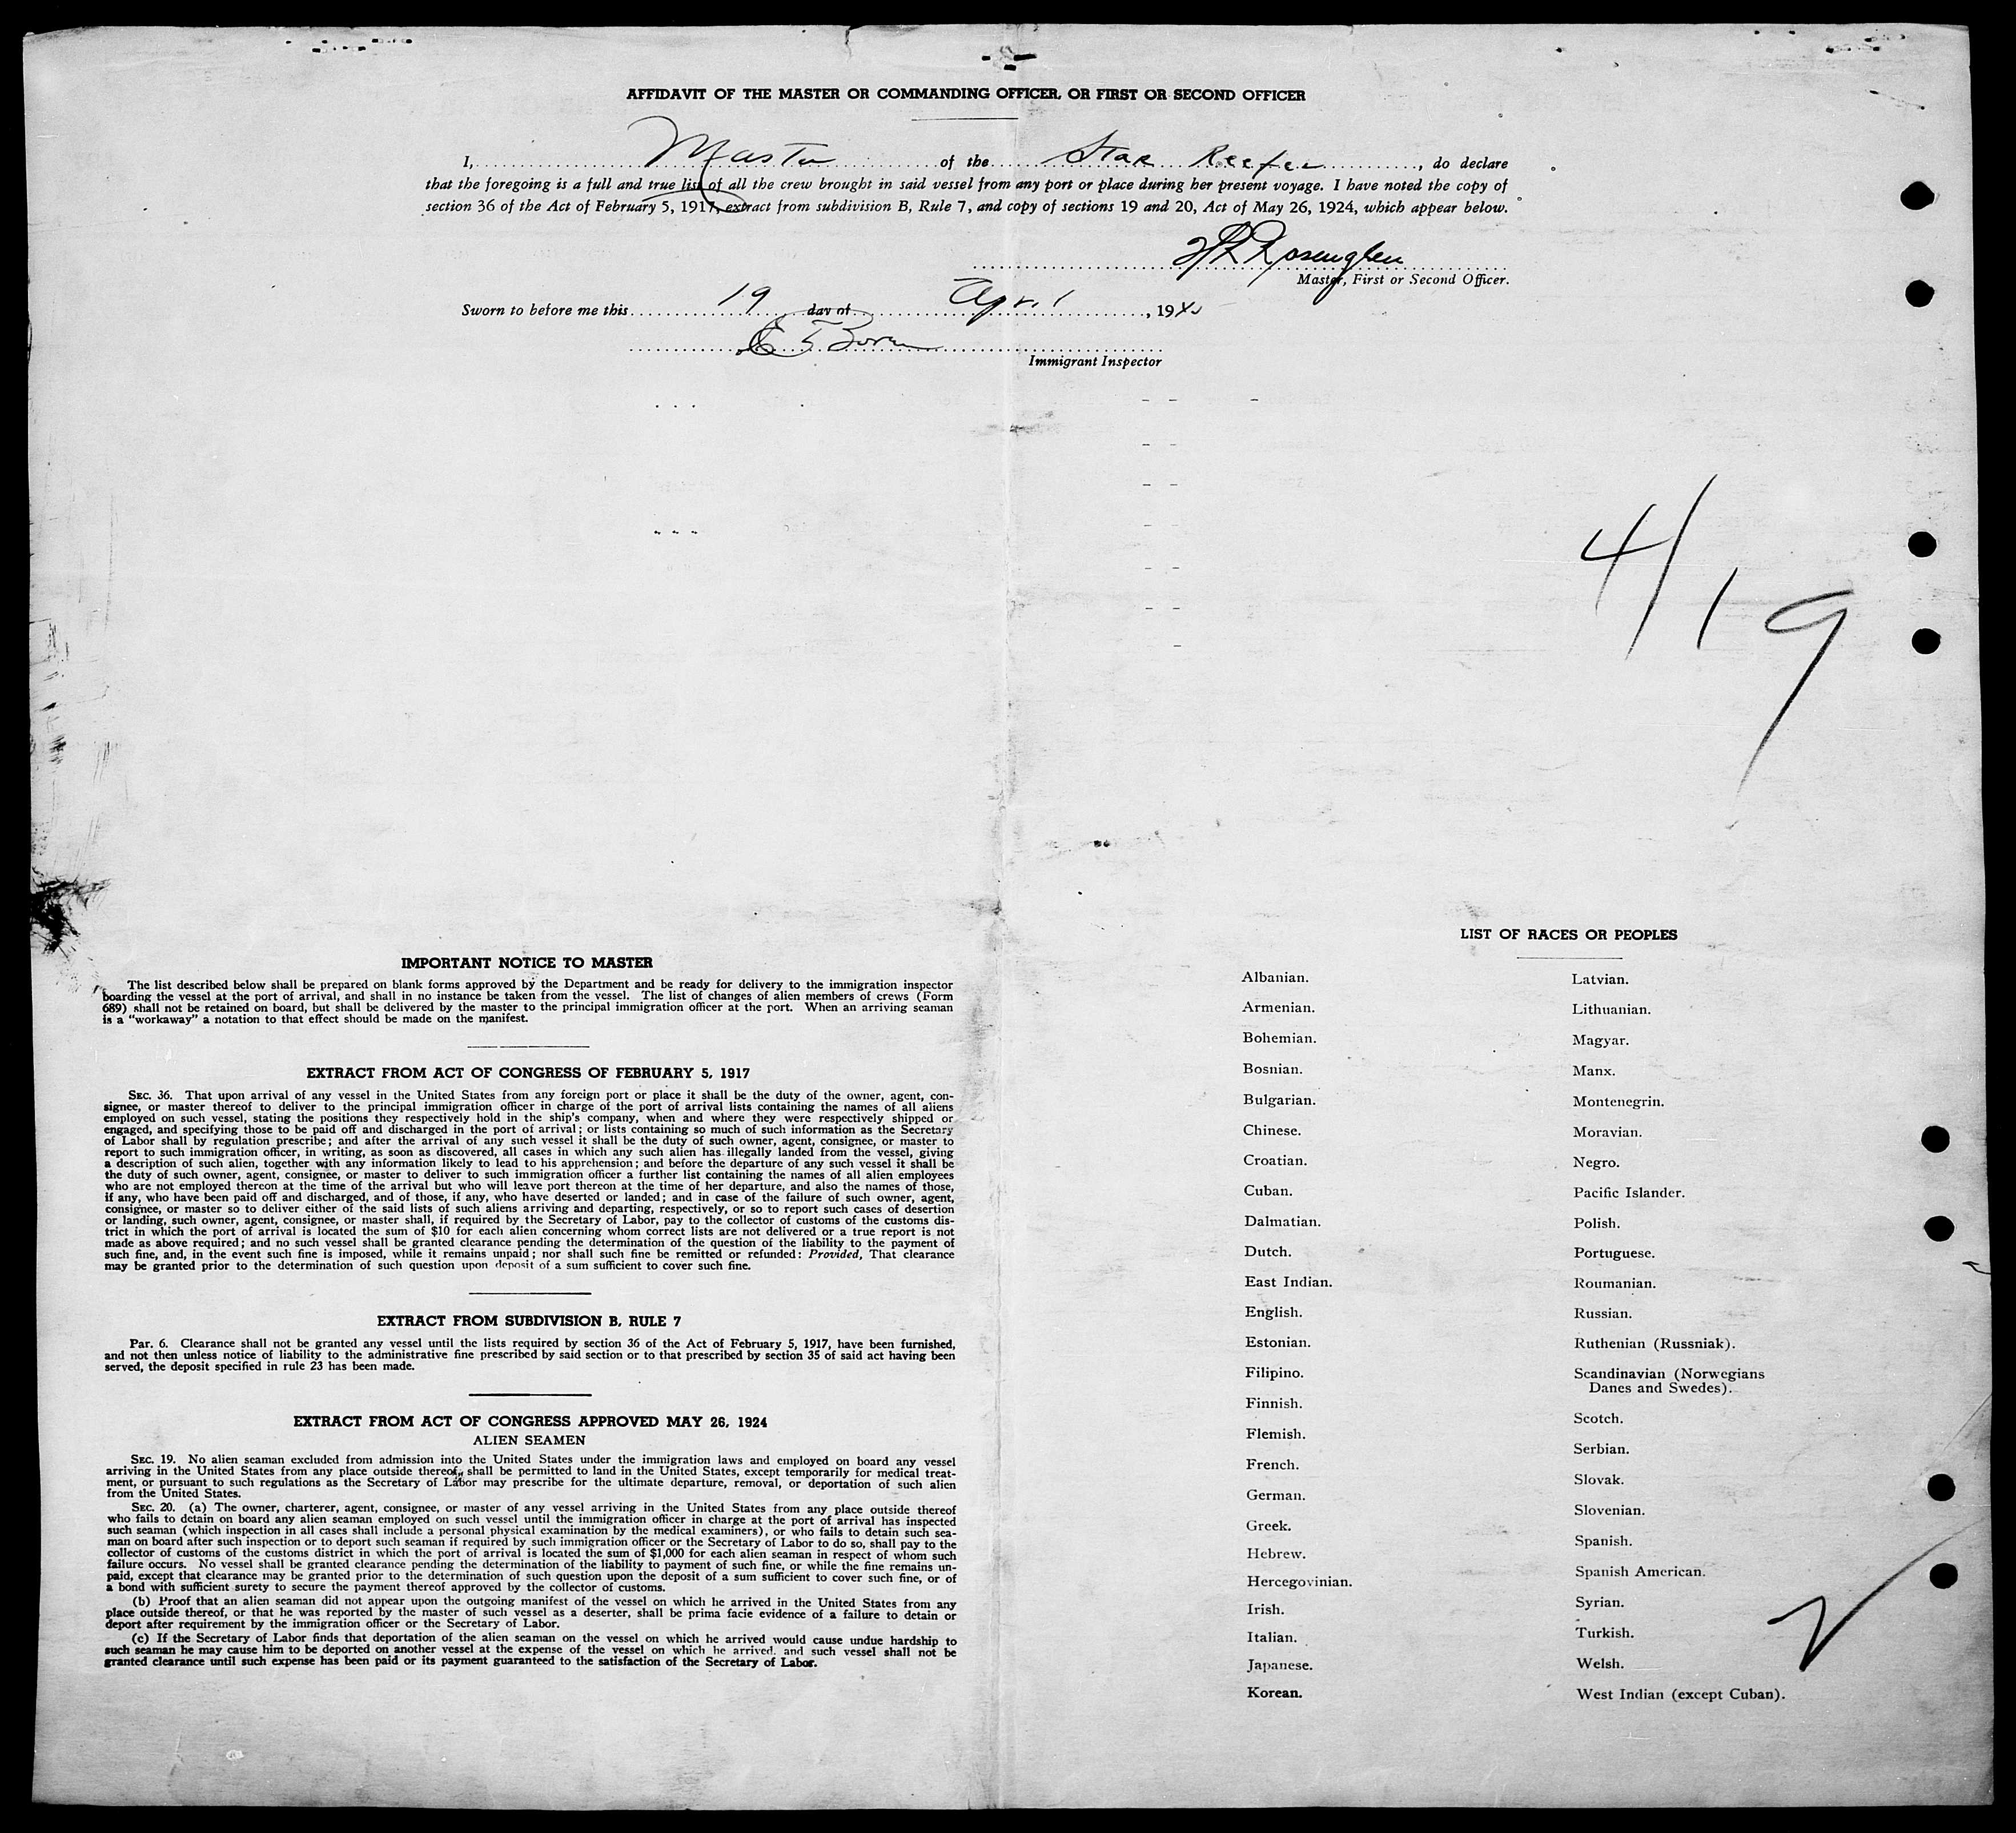 AFFIDAVIT OF THE MASTER OR COMMANDING OFFICER, OR FIRST OR SECOND OFFICER
I, Master of the Star Reefer, do declare
that the foregoing is a full and true list of all the crew brought in said vessel from any port or place during her present voyage. I have noted the copy of
section 36 of the Act of February 5, 1917, extract from subdivision B, Rule 7, and copy of sections 19 and 20, Act of May 26, 1924, which appear below.
Master, First or Second Officer.
Sworn to before me this 19 day of April, 1940
Immigrant Inspector
4/19
IMPORTANT NOTICE TO MASTER
The list described below shall be prepared on blank forms approved by the Department and be ready for delivery to the immigration inspector
boarding the vessel at the port of arrival, and shall in no instance be taken from the vessel. The list of changes of alien members of crews (Form
689) shall not be retained on board, but shall be delivered by the master to the principal immigration officer at the port. When an arriving seaman
is a "workaway" a notation to that effect should be made on the manifest.
EXTRACT FROM ACT OF CONGRESS OF FEBRUARY 5, 1917
SEC. 36. That upon arrival of any vessel in the United States from any foreign port or place it shall be the duty of the owner, agent, con-
signee, or master thereof to deliver to the principal immigration officer in charge of the port of arrival lists containing the names of all aliens
employed on such vessel, stating the positions they respectively hold in the ship's company, when and where they were respectively shipped or
engaged, and specifying those to be paid off and discharged in the port of arrival; or lists containing so much of such information as the Secretary
of Labor shall by regulation prescribe; and after the arrival of any such vessel it shall be the duty of such owner, agent, consignee, or master to
report to such immigration officer, in writing, as soon as discovered, all cases in which any such alien has illegally landed from the vessel, giving
a description of such alien, together with any information likely to lead to his apprehension; and before the departure of any such vessel it shall be
the duty of such owner, agent, consignee, or master to deliver to such immigration officer a further list containing the names of all alien employees
who are not employed thereon at the time of the arrival but who will leave port thereon at the time of her departure, and also the names of those,
if any, who have been paid off and discharged, and of those, if any, who have deserted or landed; and in case of the failure of such owner, agent,
consignee, or master so to deliver either of the said lists of such aliens arriving and departing, respectively, or so to report such cases of desertion
or landing, such owner, agent, consignee, or master shall, if required by the Secretary of Labor, pay to the collector of customs of the customs dis-
trict in which the port of arrival is located the sum of $10 for each alien concerning whom correct lists are not delivered or a true report is not
made as above required; and no such vessel shall be granted clearance pending the determination of the question of the liability to the payment of
such fine, and, in the event such fine is imposed, while it remains unpaid; nor shall such fine be remitted or refunded: Provided, That clearance
may be granted prior to the determination of such question upon deposit of a sum sufficient to cover such fine.
EXTRACT FROM SUBDIVISION B, RULE 7
Par. 6. Clearance shall not be granted any vessel until the lists required by section 36 of the Act of February 5, 1917, have been furnished,
and not then unless notice of liability to the administrative fine prescribed by said section or to that prescribed by section 35 of said act having been
served, the deposit specified in rule 23 has been made.
EXTRACT FROM ACT OF CONGRESS APPROVED MAY 26, 1924
ALIEN SEAMEN
SEC. 19. No alien seaman excluded from admission into the United States under the immigration laws and employed on board any vessel
arriving in the United States from any place outside thereof, shall be permitted to land in the United States, except temporarily for medical treat-
ment, or pursuant to such regulations as the Secretary of Labor may prescribe for the ultimate departure, removal, or deportation of such alien
from the United States.
SEC. 20. (a) The owner, charterer, agent, consignee, or master of any vessel arriving in the United States from any place outside thereof
who fails to detain on board any alien seaman employed on such vessel until the immigration officer in charge at the port of arrival has inspected
such seaman (which inspection in all cases shall include a personal physical examination by the medical examiners), or who fails to detain such sea-
man on board after such inspection or to deport such seaman if required by such immigration officer or the Secretary of Labor to do so, shall pay to the
collector of customs of the customs district in which the port of arrival is located the sum of $1,000 for each alien seaman in respect of whom such
failure occurs. No vessel shall be granted clearance pending the determination of the liability to payment of such fine, or while the fine remains un-
paid, except that clearance may be granted prior to the determination of such question upon the deposit of a sum sufficient to cover such fine, or of
a bond with sufficient surety to secure the payment thereof approved by the collector of customs.
(b) Proof that an alien seaman did not appear upon the outgoing manifest of the vessel on which he arrived in the United States from any
place outside thereof, or that he was reported by the master of such vessel as a deserter, shall be prima facie evidence of a failure to detain or
deport after requirement by the immigration officer or the Secretary of Labor.
(c) If the Secretary of Labor finds that deportation of the alien seaman on the vessel on which he arrived would cause undue hardship to
such seaman he may cause him to be deported on another vessel at the expense of the vessel on which he arrived, and such vessel shall not be
granted clearance until such expense has been paid or its payment guaranteed to the satisfaction of the Secretary of Labor.
LIST OF RACES OR PEOPLES
Albanian.
Armenian.
Bohemian.
Bosnian.
Bulgarian.
Chinese.
Croatian.
Cuban.
Dalmatian.
Dutch.
East Indian.
English.
Estonian.
Filipino.
Finnish.
Flemish.
French.
German.
Greek.
Hebrew.
Hercegovinian.
Irish.
Italian.
Japanese.
Korean.
Latvian.
Lithuanian.
Magyar.
Manx.
Montenegrin.
Moravian.
Negro.
Pacific Islander.
Polish.
Portuguese.
Roumanian.
Russian.
Ruthenian (Russniak).
Scandinavian (Norwegians
Danes and Swedes).
Scotch.
Serbian.
Slovak.
Slovenian.
Spanish.
Spanish American.
Syrian.
Turkish.
Welsh.
West Indian (except Cuban).